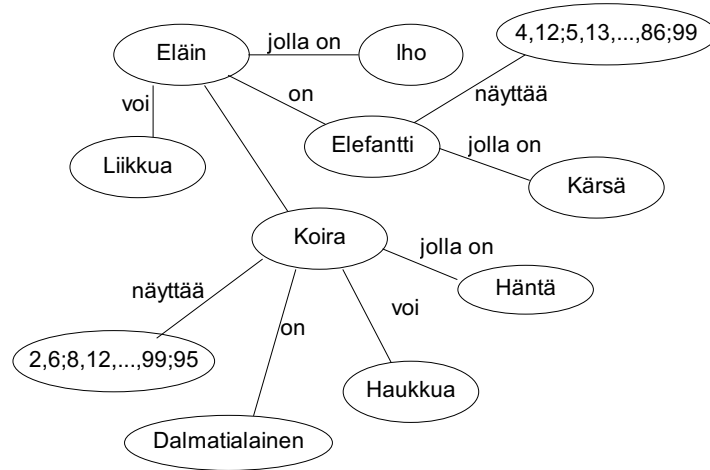 4,12;5,13,...,86;99
Eläin
jolla on
Iho
on
näyttää
voi
Elefantti
jolla on
Liikkua
Kärsä
Koira
jolla on
näyttää
Häntä
voi
on
2,6;8,12,...,99;95
Haukkua
Dalmatialainen